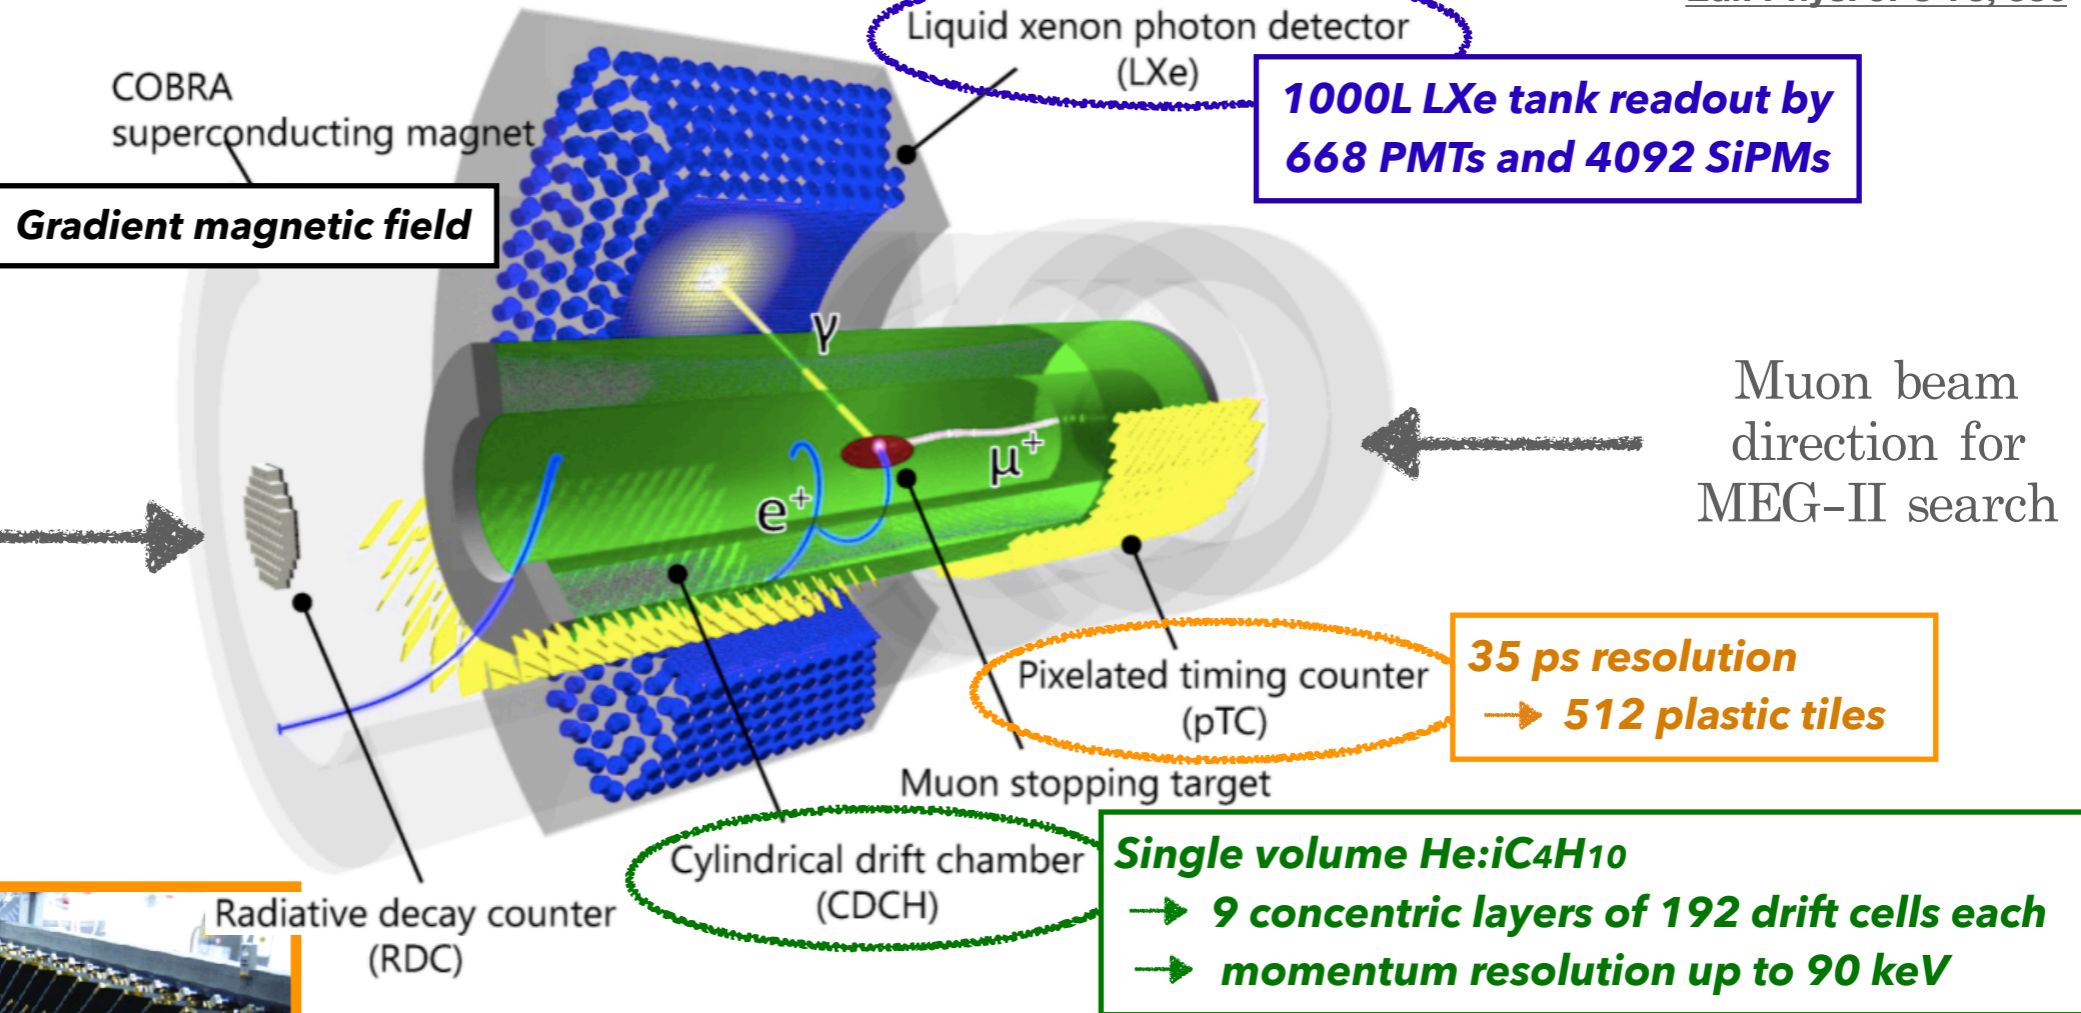 Liquid xenon photon detector
(LXe)
COBRA
superconducting magnet
1000L LXe tank readout by
668 PMTs and 4092 SiPMs
Gradient magnetic field
γ
Muon beam
direction for
MEG-II search
μ+
e+
35 ps resolution
→ 512 plastic tiles
Pixelated timing counter
(pTC)
Muon stopping target
Cylindrical drift chamber
(CDCH)
Single volume He:iC4H10
→ 9 concentric layers of 192 drift cells each
→ momentum resolution up to 90 keV
Radiative decay counter
(RDC)